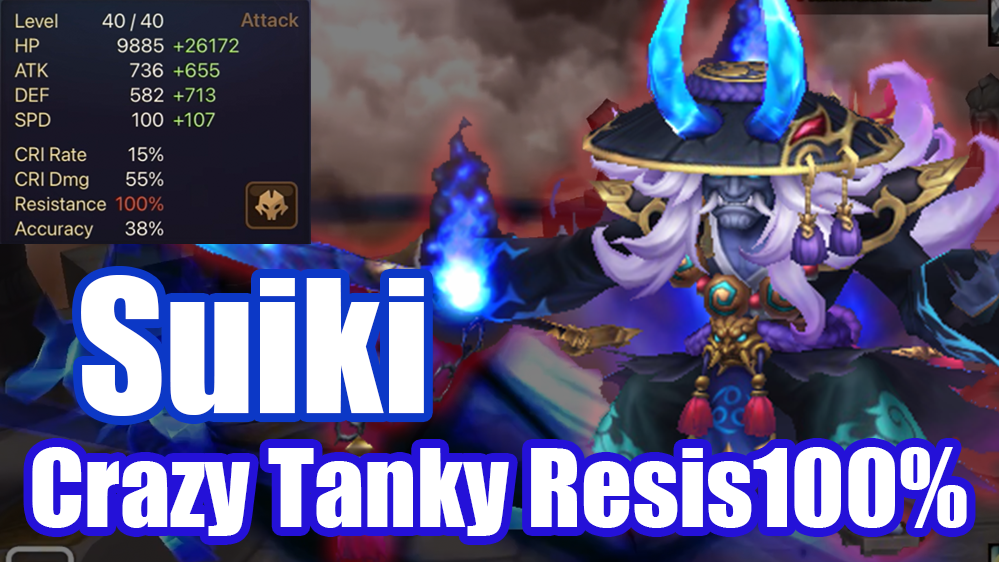 Level 40 / 40 Attack
HP 9885 +26172
ATK 736 +655
DEF 582 +713
SPD 100 +107
CRI Rate 15%
CRI Dmg 55%
Resistance 100%
Accuracy 38%
Suiki
Crazy Tanky Resis100%